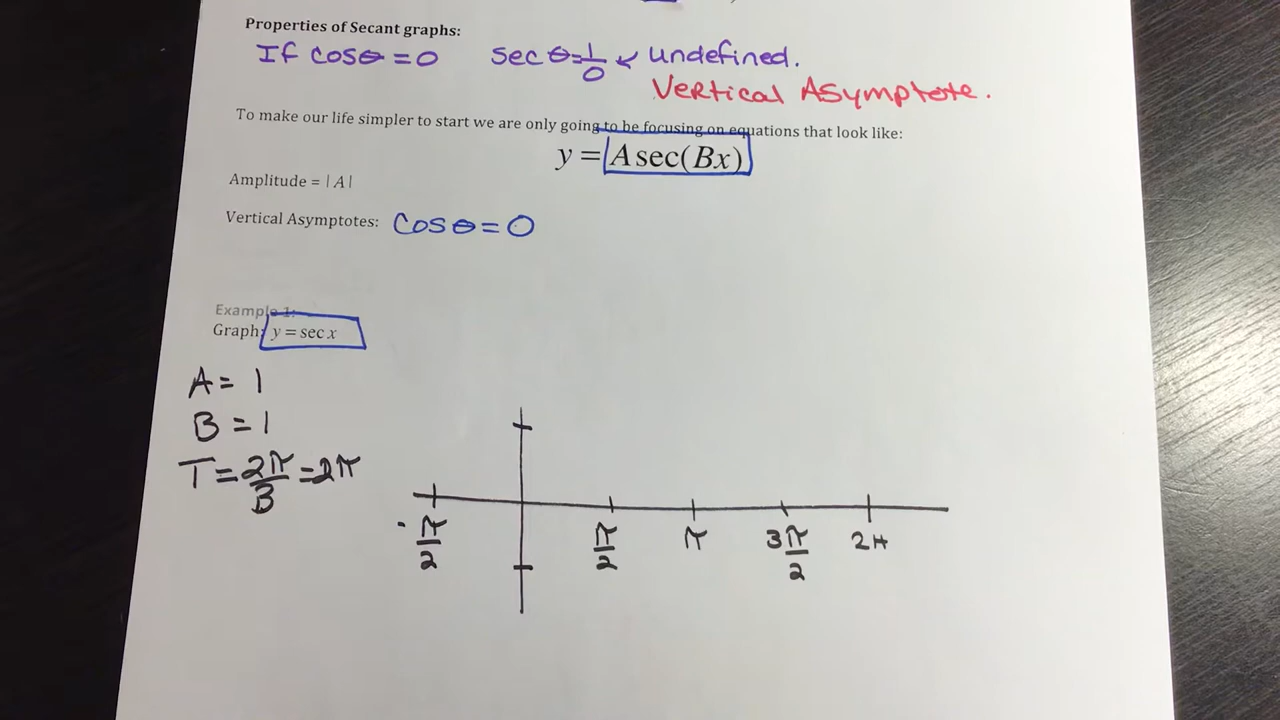 Properties of Secant graphs:
If cosθ=0 secθ=1/0 ← undefined.
Vertical Asymptote.
To make our life simpler to start we are only going to be focusing on equations that look like:
y = A sec(Bx)
Amplitude = |A|
Vertical Asymptotes: Cosθ=0
Example 1:
Graph: y = sec x
A = 1
B = 1
T = 2π/B = 2π
-π/2 π/2 π 3π/2 2π